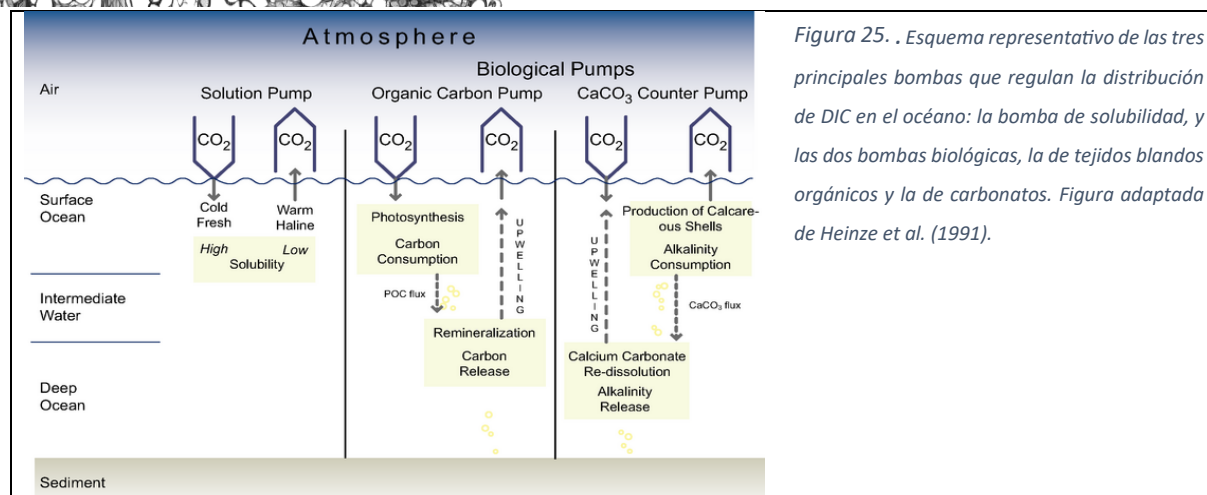 Atmosphere
Biological Pumps
Air
Solution Pump
Organic Carbon Pump
CaCO₃ Counter Pump
CO₂
CO₂
CO₂
CO₂
CO₂
CO₂
Surface
Ocean
Cold
Fresh
Warm
Haline
High
Low
Solubility
Photosynthesis
Carbon
Consumption
UPWELLING
POC flux
Remineralization
Carbon
Release
UPWELLING
Production of Calcare-
ous Shells
Alkalinity
Consumption
CaCO₃ flux
Calcium Carbonate
Re-dissolution
Alkalinity
Release
Intermediate
Water
Deep
Ocean
Sediment
Figura 25. . Esquema representativo de las tres
principales bombas que regulan la distribución
de DIC en el océano: la bomba de solubilidad, y
las dos bombas biológicas, la de tejidos blandos
orgánicos y la de carbonatos. Figura adaptada
de Heinze et al. (1991).